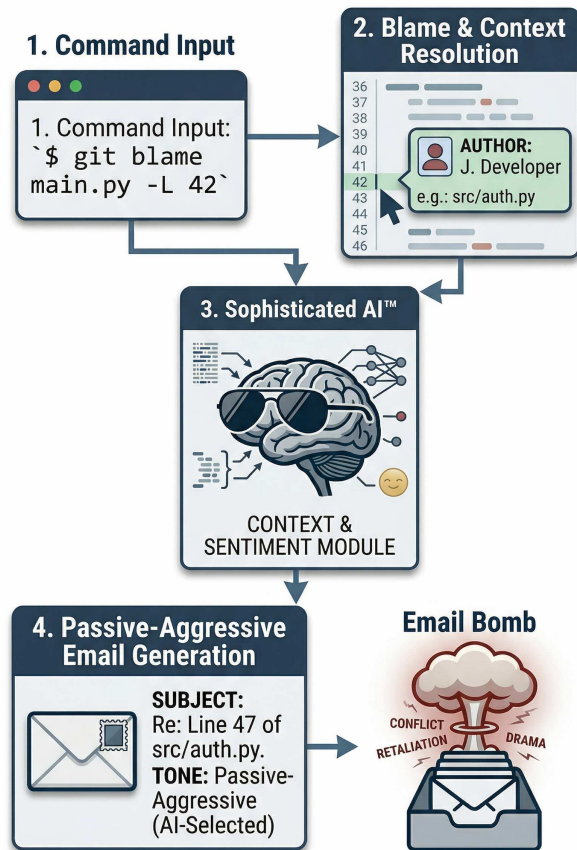 1. Command Input
1. Command Input:
`$ git blame
main.py -L 42`
2. Blame & Context
Resolution
36
37
38
39
40
41
42
43
44
45
46
AUTHOR:
J. Developer
e.g.: src/auth.py
3. Sophisticated AI™
CONTEXT &
SENTIMENT MODULE
4. Passive-Aggressive
Email Generation
SUBJECT:
Re: Line 47 of
src/auth.py.
TONE: Passive-
Aggressive
(AI-Selected)
Email Bomb
CONFLICT
RETALIATION
DRAMA